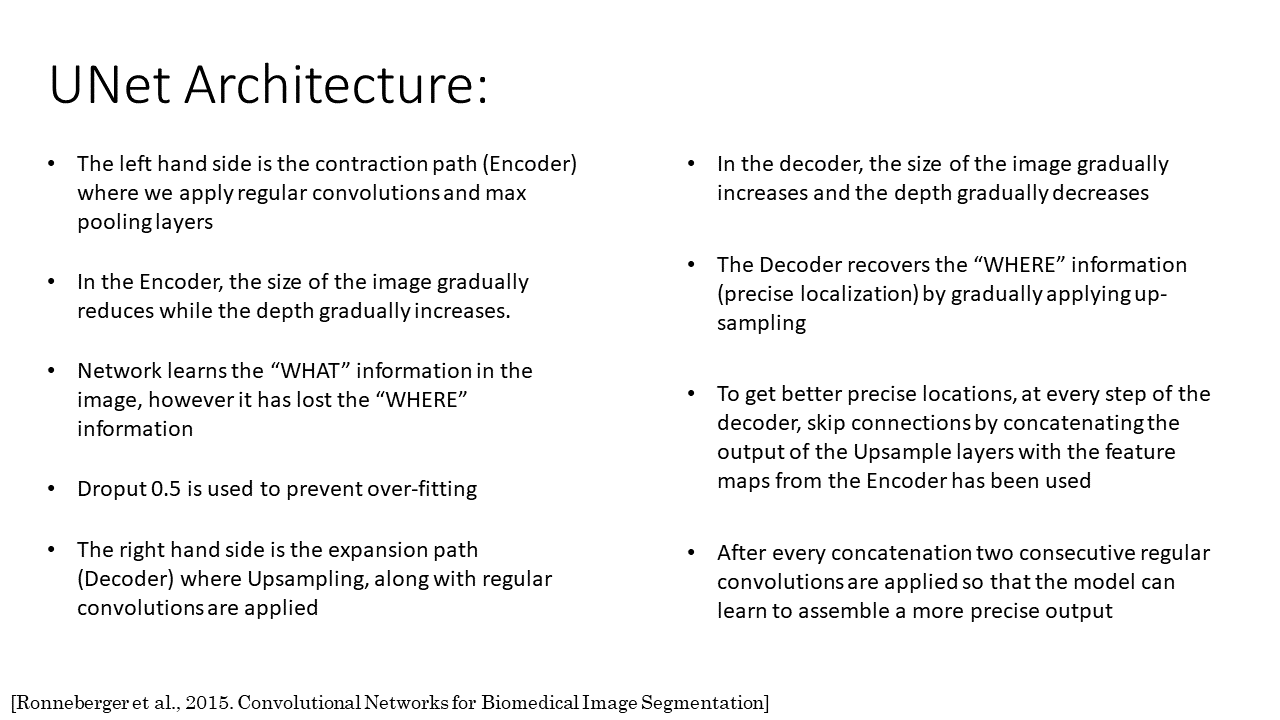 UNet Architecture:
• The left hand side is the contraction path (Encoder)
where we apply regular convolutions and max
pooling layers
• In the Encoder, the size of the image gradually
reduces while the depth gradually increases.
• Network learns the “WHAT” information in the
image, however it has lost the “WHERE”
information
• Droput 0.5 is used to prevent over-fitting
• The right hand side is the expansion path
(Decoder) where Upsampling, along with regular
convolutions are applied
• In the decoder, the size of the image gradually
increases and the depth gradually decreases
• The Decoder recovers the “WHERE” information
(precise localization) by gradually applying up-
sampling
• To get better precise locations, at every step of the
decoder, skip connections by concatenating the
output of the Upsample layers with the feature
maps from the Encoder has been used
• After every concatenation two consecutive regular
convolutions are applied so that the model can
learn to assemble a more precise output
[Ronneberger et al., 2015. Convolutional Networks for Biomedical Image Segmentation]